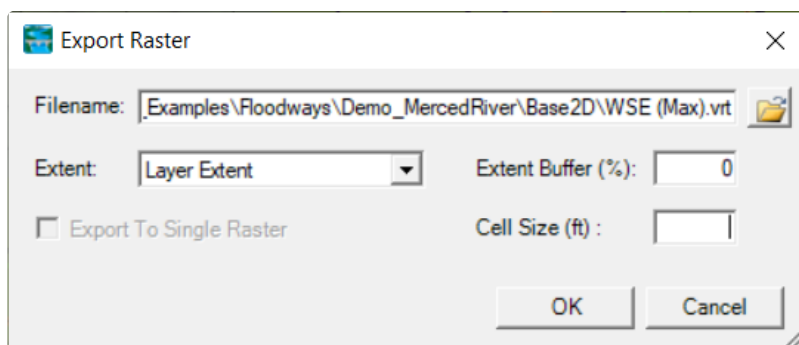 Export Raster
Filename: _Examples\Floodways\Demo_MercedRiver\Base2D\WSE (Max).vrt
Extent: Layer Extent Extent Buffer (%): 0
Export To Single Raster Cell Size (ft) :
OK Cancel